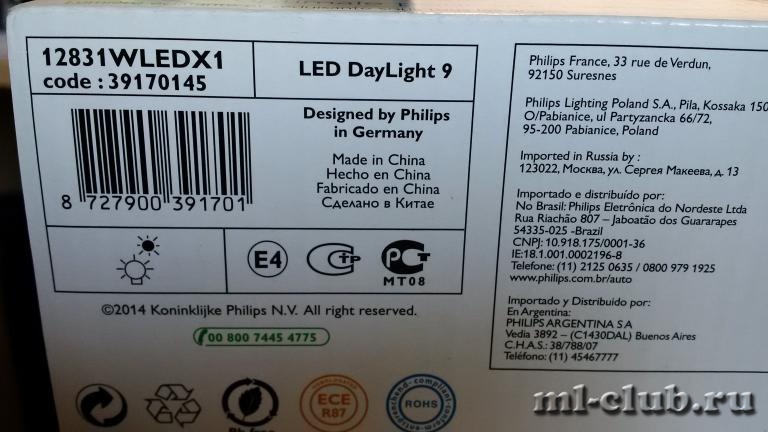 12831WLEDX1
code : 39170145
LED DayLight 9
Designed by Philips
in Germany
Made in China
Hecho en China
Fabricado en China
Сделано в Китае
8 727900 391701
E4
MT08
©2014 Koninklijke Philips N.V. All right reserved.
00 800 7445 4775
ECE
R87
compliant
ROHS
Philips France, 33 rue de Verdun,
92150 Suresnes
Philips Lighting Poland S.A., Pila, Kossaka 150
O/Pabianice, ul Partyzancka 66/72,
95-200 Pabianice, Poland
Imported in Russia by :
123022, Москва, ул. Сергея Макеева, д. 13
Importado e distribuído por:
No Brasil: Philips Eletrônica do Nordeste Ltda
Rua Riachão 807 – Jaboatão dos Guararapes
54335-025 -Brazil
CNPJ: 10.918.175/0001-36
IE:18.1.001.0002196-8
Telefone: (11) 2125 0635 / 0800 979 1925
www.philips.com.br/auto
Importado y Distribuido por:
En Argentina:
PHILIPS ARGENTINA S A
Vedia 3892 – (C1430DAL) Buenos Aires
C.H.A.S.: 38/788/07
Teléfono: (11) 45467777
ml-club.ru